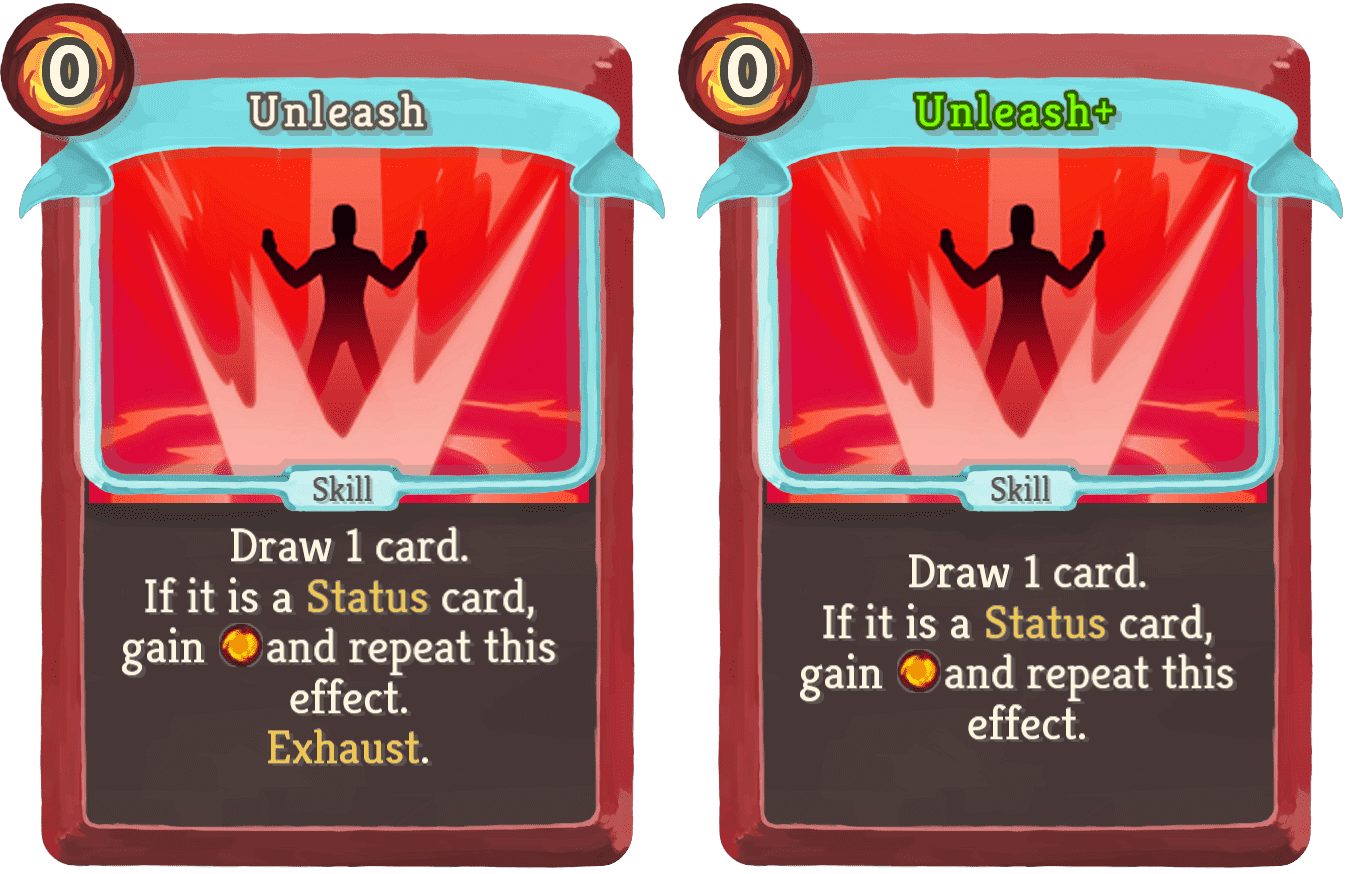 0
Unleash
Skill
Draw 1 card.
If it is a Status card,
gain and repeat this
effect.
Exhaust.
0
Unleash+
Skill
Draw 1 card.
If it is a Status card,
gain and repeat this
effect.